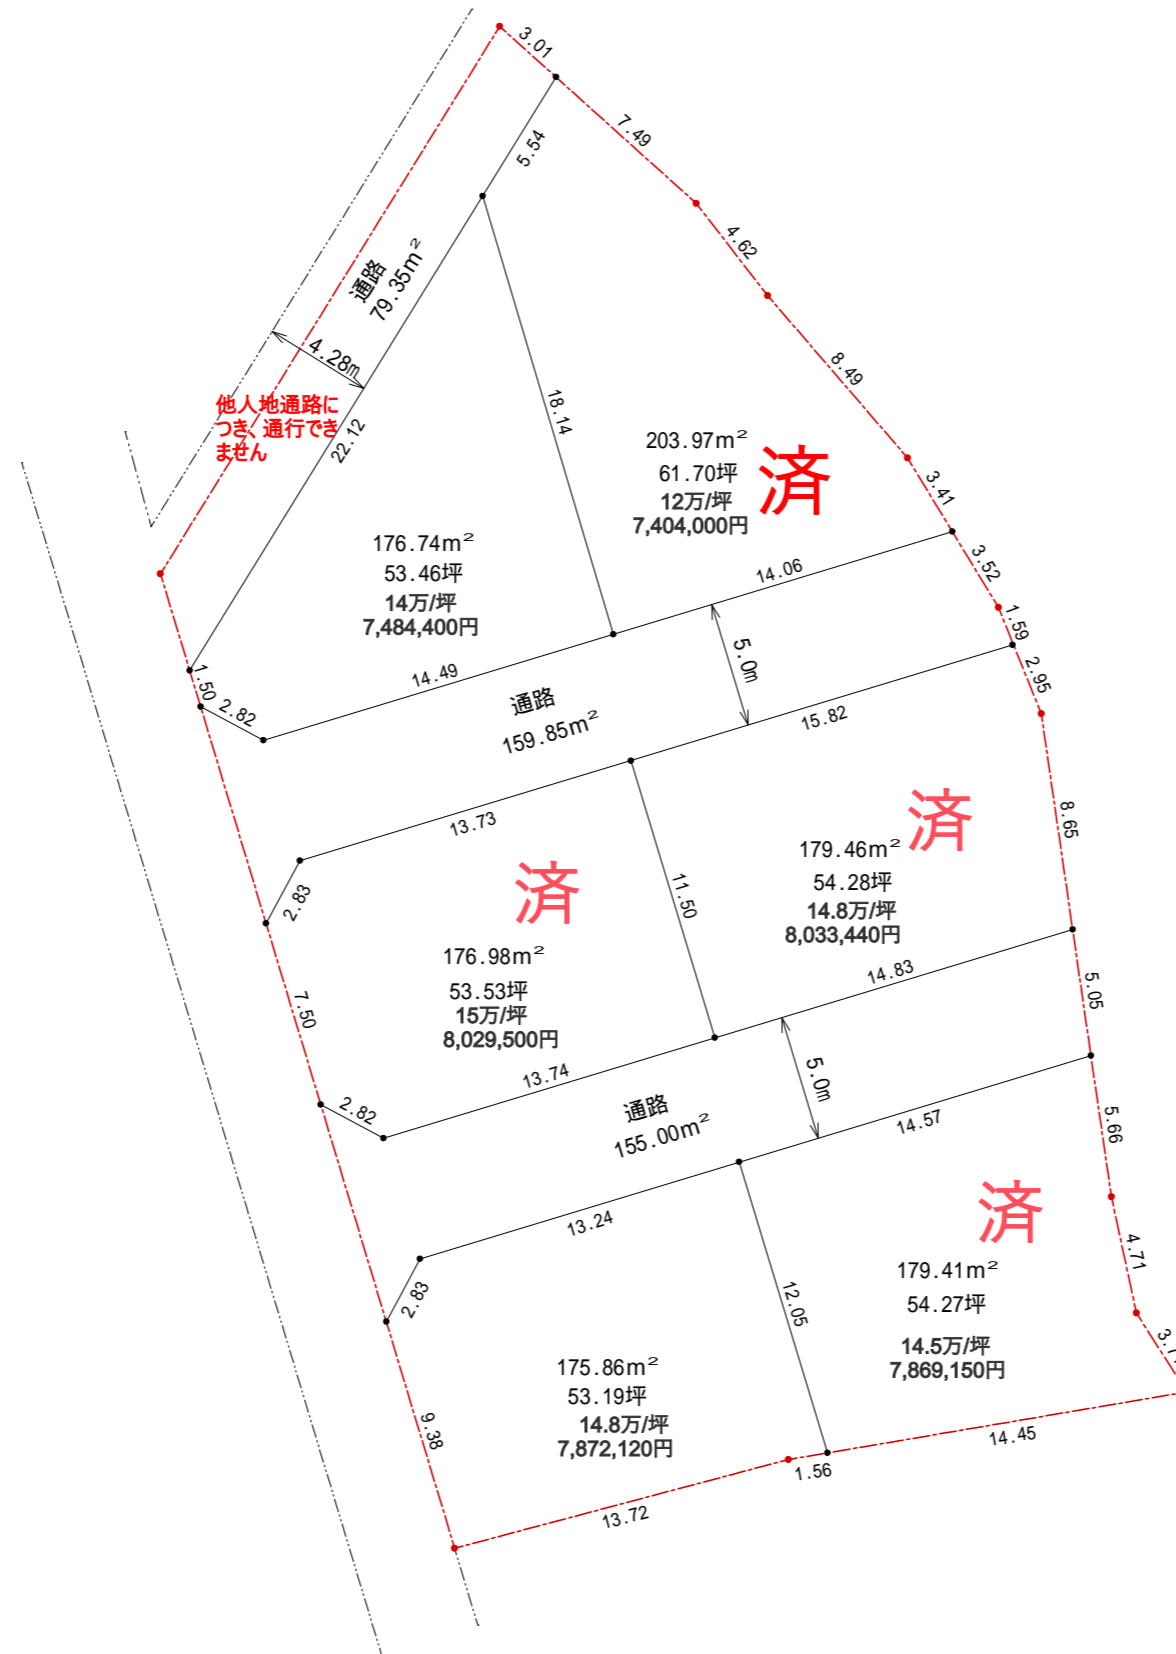 3.01
7.49
5.54
4.62
通路
79.35m²
4.28m
8.49
他人地通路に
つき、通行でき
ません
22.12
18.14
203.97m²
61.70坪
12万/坪
7,404,000円
済
3.41
176.74m²
53.46坪
14万/坪
7,484,400円
14.06
3.52
1.59
2.95
1.50
2.82
14.49
通路
159.85m²
5.0m
15.82
13.73
2.83
済
176.98m²
53.53坪
15万/坪
8,029,500円
11.50
済
179.46m²
54.28坪
14.8万/坪
8,033,440円
8.65
14.83
5.05
7.50
2.82
13.74
通路
155.00m²
5.0m
14.57
5.66
13.24
2.83
済
179.41m²
54.27坪
14.5万/坪
7,869,150円
4.71
12.05
175.86m²
53.19坪
14.8万/坪
7,872,120円
9.38
14.45
1.56
13.72